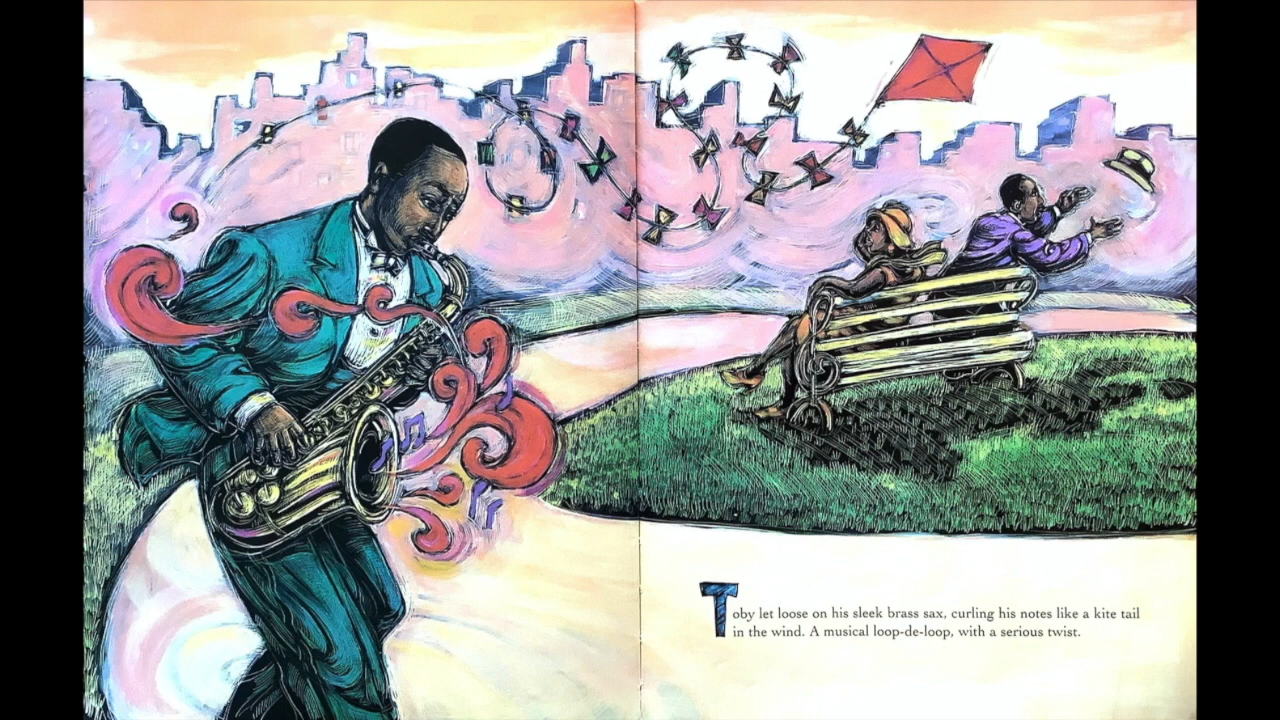 Toby let loose on his sleek brass sax, curling his notes like a kite tail
in the wind. A musical loop-de-loop, with a serious twist.